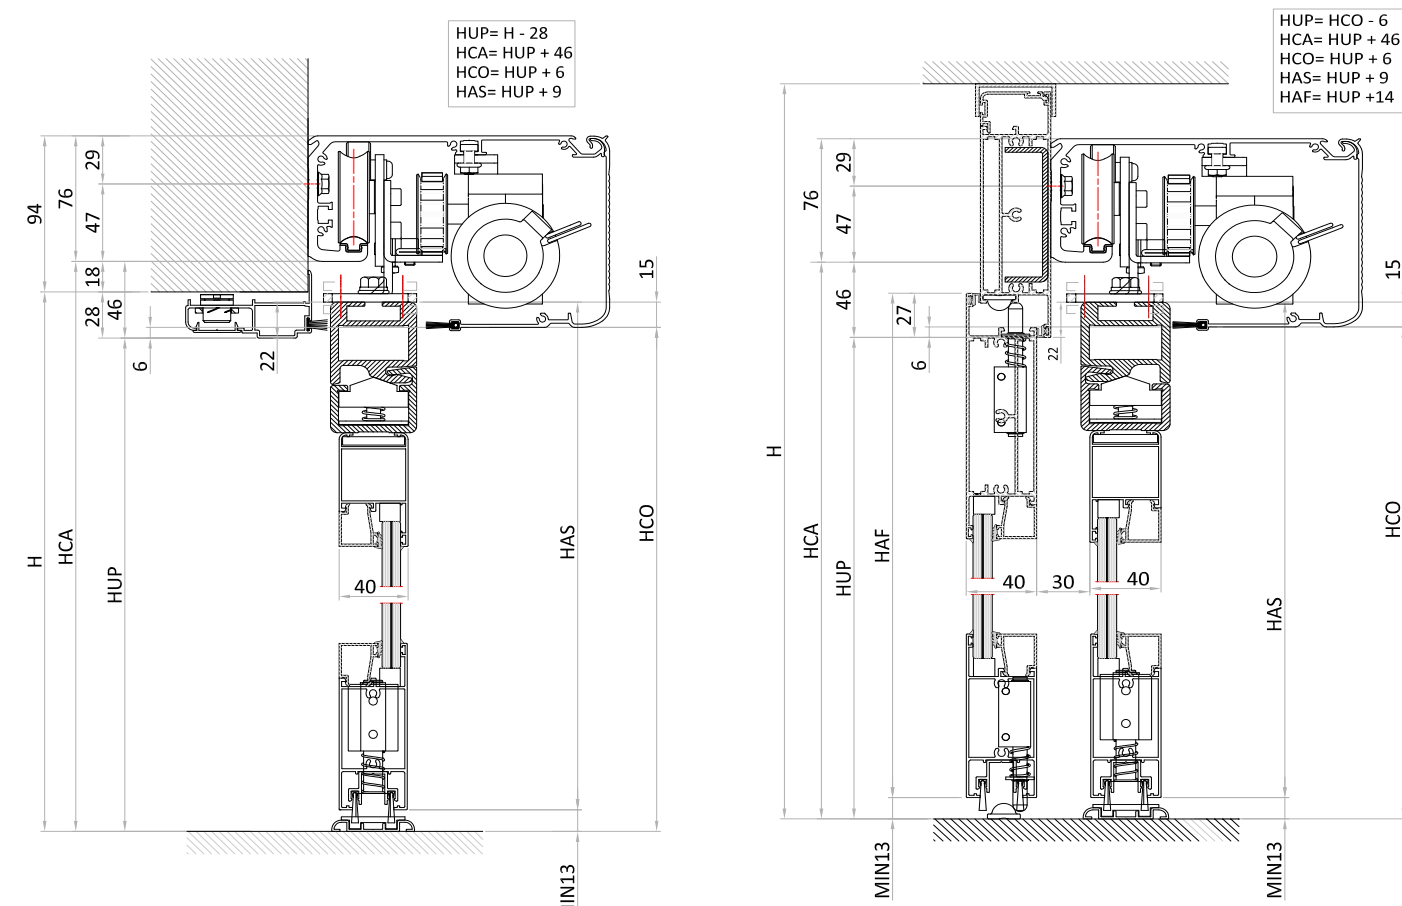 HUP= H - 28
HCA= HUP + 46
HCO= HUP + 6
HAS= HUP + 9
29
76
94
47
18
46
28
6
22
15
H
HCA
HUP
40
HAS
HCO
IN13
HUP= HCO - 6
HCA= HUP + 46
HCO= HUP + 6
HAS= HUP + 9
HAF= HUP +14
29
76
47
46
27
6
22
15
H
HCA
HUP
HAF
40
30
40
HAS
HCO
MIN13
MIN13